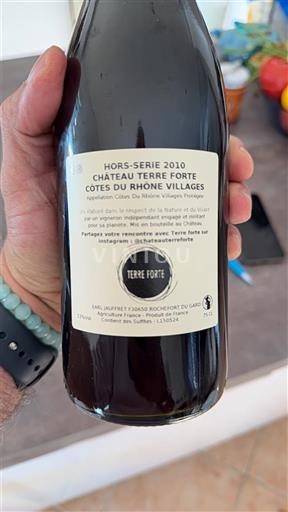 HORS-SERIE 2010
CHÂTEAU TERRE FORTE
CÔTES DU RHÔNE VILLAGES
Appellation Côtes Du Rhône Villages Protégée
élaboré dans le respect de la Nature et du Vivant
par un vigneron indépendant engagé et militant
pour sa planète. Mis en bouteille au Château
Partagez votre rencontre avec Terre forte sur
Instagram : @chateauterreforte
VINIOU
TERRE FORTE
EARL JAUFFRET F30650 ROCHEFORT DU GARD
Agriculture France - Produit de France
Contient des Sulfites - L150524
75 CL